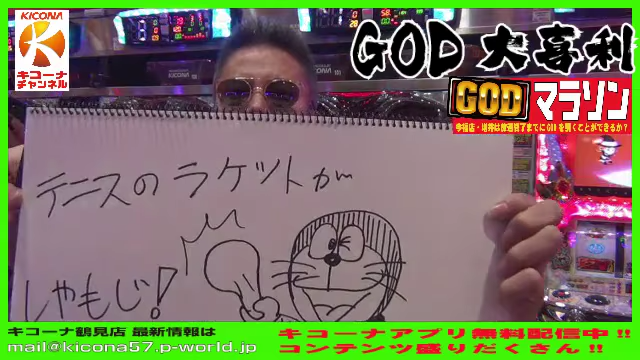 KICONA
キコーナ
チャンネル
GOD 大喜利
GOD マラソン
テニスのラケットが
しゃもじ!
キコーナ鶴見店 最新情報は
mail@kicona57.p-world.jp
キコーナアプリ無料配信中!!
コンテンツ盛りだくさん!!